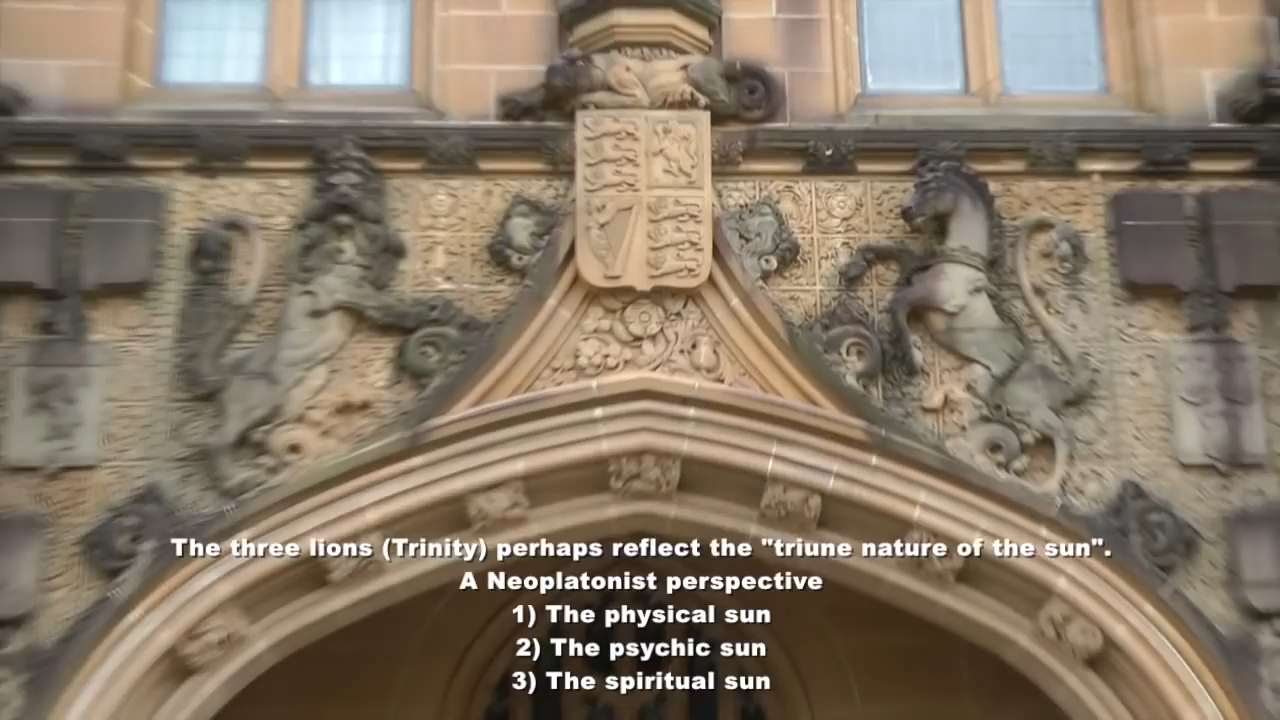 The three lions (Trinity) perhaps reflect the "triune nature of the sun".
A Neoplatonist perspective
1) The physical sun
2) The psychic sun
3) The spiritual sun